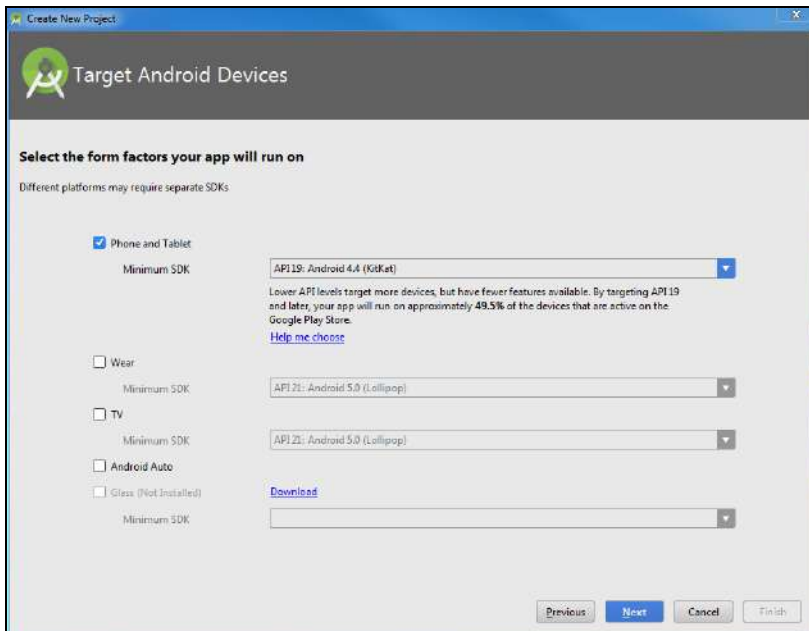 Create New Project
Target Android Devices
Select the form factors your app will run on
Different platforms may require separate SDKs
Phone and Tablet
Minimum SDK API 19: Android 4.4 (KitKat)
Lower API levels target more devices, but have fewer features available. By targeting API 19
and later, your app will run on approximately 49.5% of the devices that are active on the
Google Play Store.
Help me choose
Wear
Minimum SDK API 21: Android 5.0 (Lollipop)
TV
Minimum SDK API 21: Android 5.0 (Lollipop)
Android Auto
Glass (Not Installed) Download
Minimum SDK
Previous Next Cancel Finish